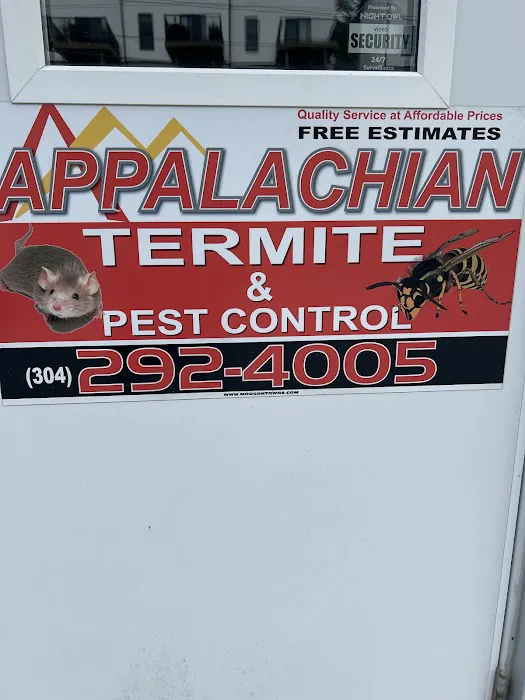 Protected By
NIGHT OWL
VIDEO
SECURITY
24/7
Surveillance
Quality Service at Affordable Prices
FREE ESTIMATES
APPALACHIAN
TERMITE
&
PEST CONTROL
(304) 292-4005